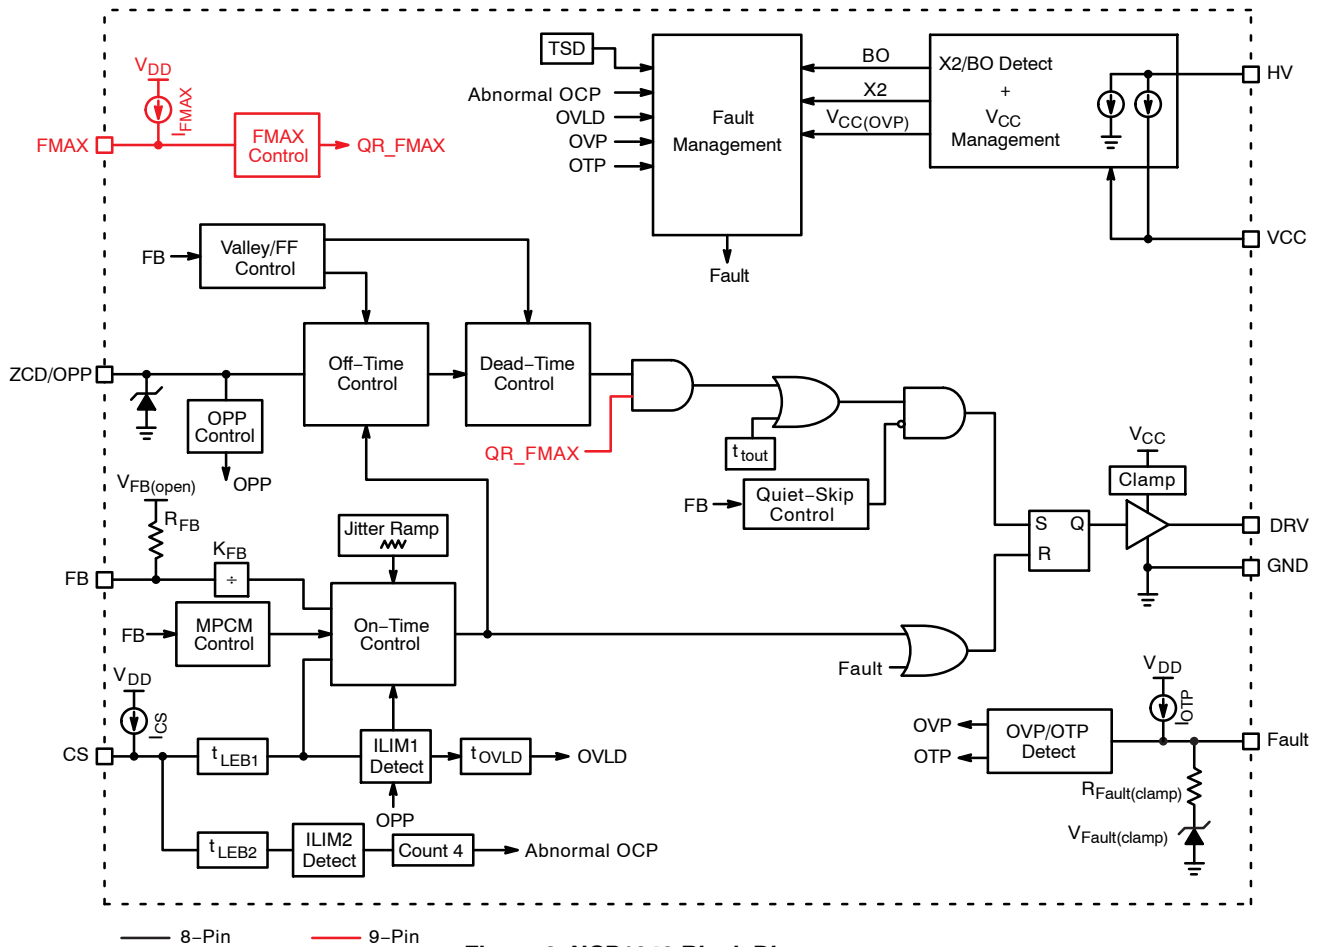 TSD
Abnormal OCP
OVLD
OVP
OTP
Fault
Management
BO
X2
VCC(OVP)
X2/BO Detect
+
VCC
Management
HV
VCC
Fault
VDD
IFMAX
FMAX
FMAX
Control
QR_FMAX
FB
Valley/FF
Control
ZCD/OPP
Off−Time
Control
Dead−Time
Control
OPP
Control
OPP
QR_FMAX
ttout
FB
Quiet−Skip
Control
VCC
Clamp
S
Q
R
DRV
GND
VFB(open)
RFB
KFB
FB
÷
Jitter Ramp
FB
MPCM
Control
On−Time
Control
Fault
VDD
ICS
CS
tLEB1
ILIM1
Detect
tOVLD
OVLD
OPP
tLEB2
ILIM2
Detect
Count 4
Abnormal OCP
VDD
IOTP
OVP
OTP
OVP/OTP
Detect
Fault
RFault(clamp)
VFault(clamp)
8−Pin
9−Pin